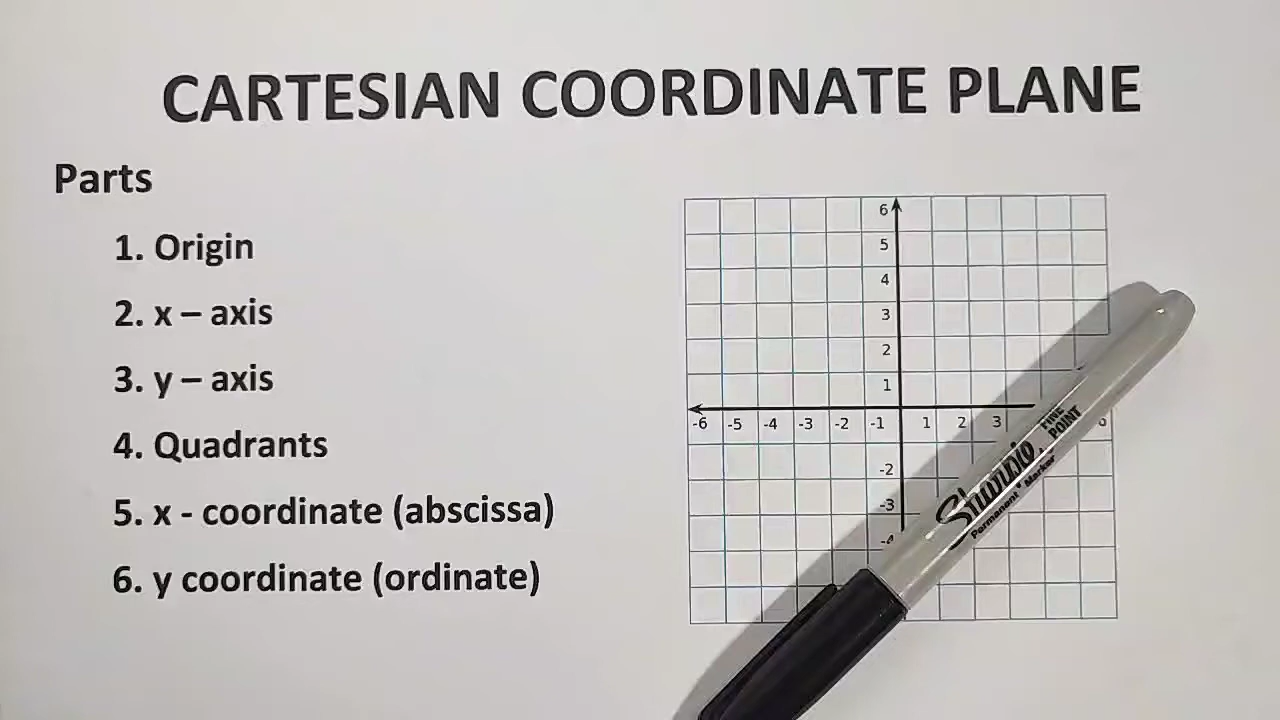 CARTESIAN COORDINATE PLANE
Parts
1. Origin
2. x – axis
3. y – axis
4. Quadrants
5. x - coordinate (abscissa)
6. y coordinate (ordinate)
6
5
4
3
2
1
-6 -5 -4 -3 -2 -1 1 2 3
-2
-3
-4
FINE
POINT
Sharpie
Permanent Marker